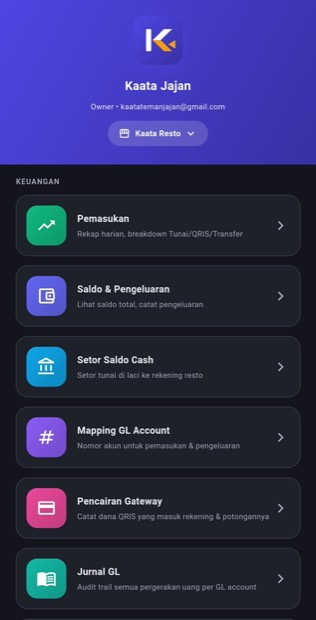 Kaata Jajan
Owner • kaatatemanjajan@gmail.com
Kaata Resto
KEUANGAN
Pemasukan
Rekap harian, breakdown Tunai/QRIS/Transfer
Saldo & Pengeluaran
Lihat saldo total, catat pengeluaran
Setor Saldo Cash
Setor tunai di laci ke rekening resto
Mapping GL Account
Nomor akun untuk pemasukan & pengeluaran
Pencairan Gateway
Catat dana QRIS yang masuk rekening & potongannya
Jurnal GL
Audit trail semua pergerakan uang per GL account